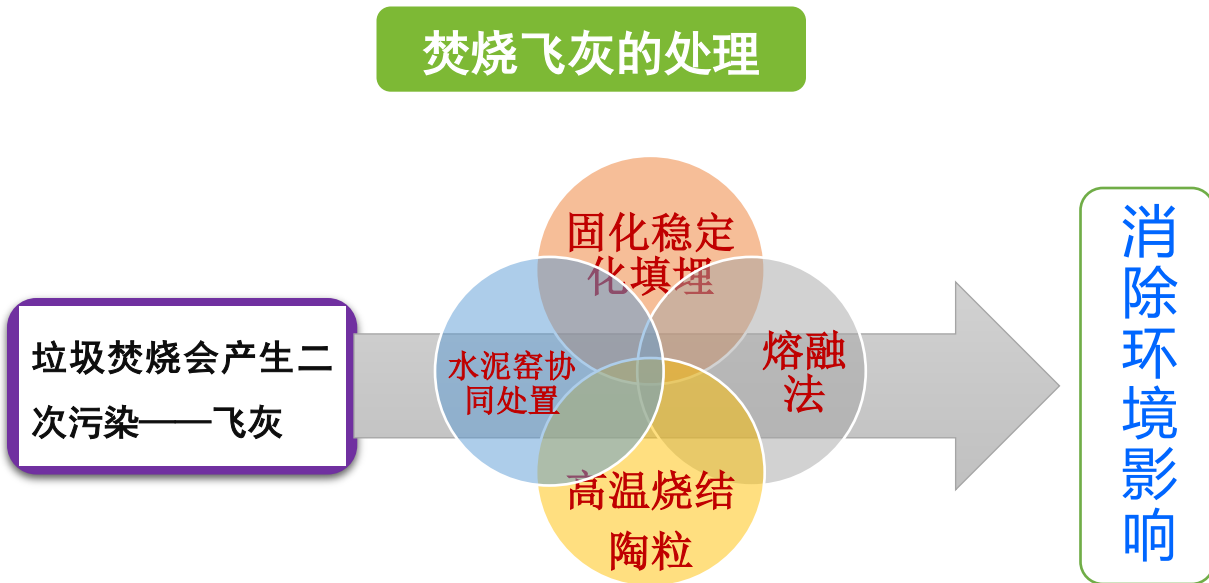 焚烧飞灰的处理
垃圾焚烧会产生二
次污染——飞灰
固化稳定
化填埋
水泥窑协
同处置
熔融
法
高温烧结
陶粒
消除环境影响